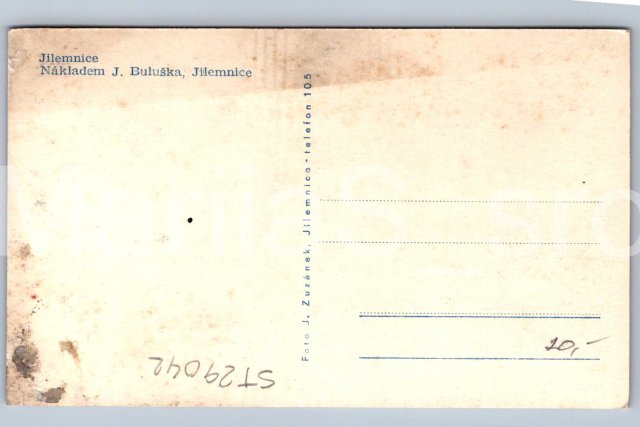 Jilemnice
Nákladem J. Buluška, Jilemnice
Foto J. Zuzánek, Jilemnice - telefon 105
20,-
ST29042